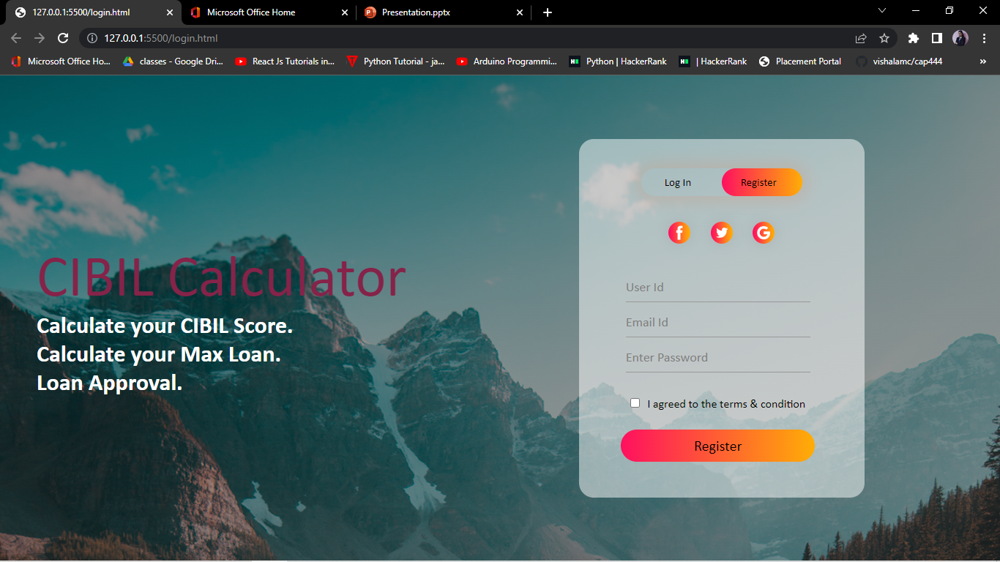 127.0.0.1:5500/login.html
Microsoft Office Home
Presentation.pptx
127.0.0.1:5500/login.html
Microsoft Office Ho...
classes - Google Dri...
React Js Tutorials in...
Python Tutorial - ja...
Arduino Programmi...
Python | HackerRank
| HackerRank
Placement Portal
vishalamc/cap444
»
Log In
Register
CIBIL Calculator
Calculate your CIBIL Score.
Calculate your Max Loan.
Loan Approval.
User Id
Email Id
Enter Password
I agreed to the terms & condition
Register